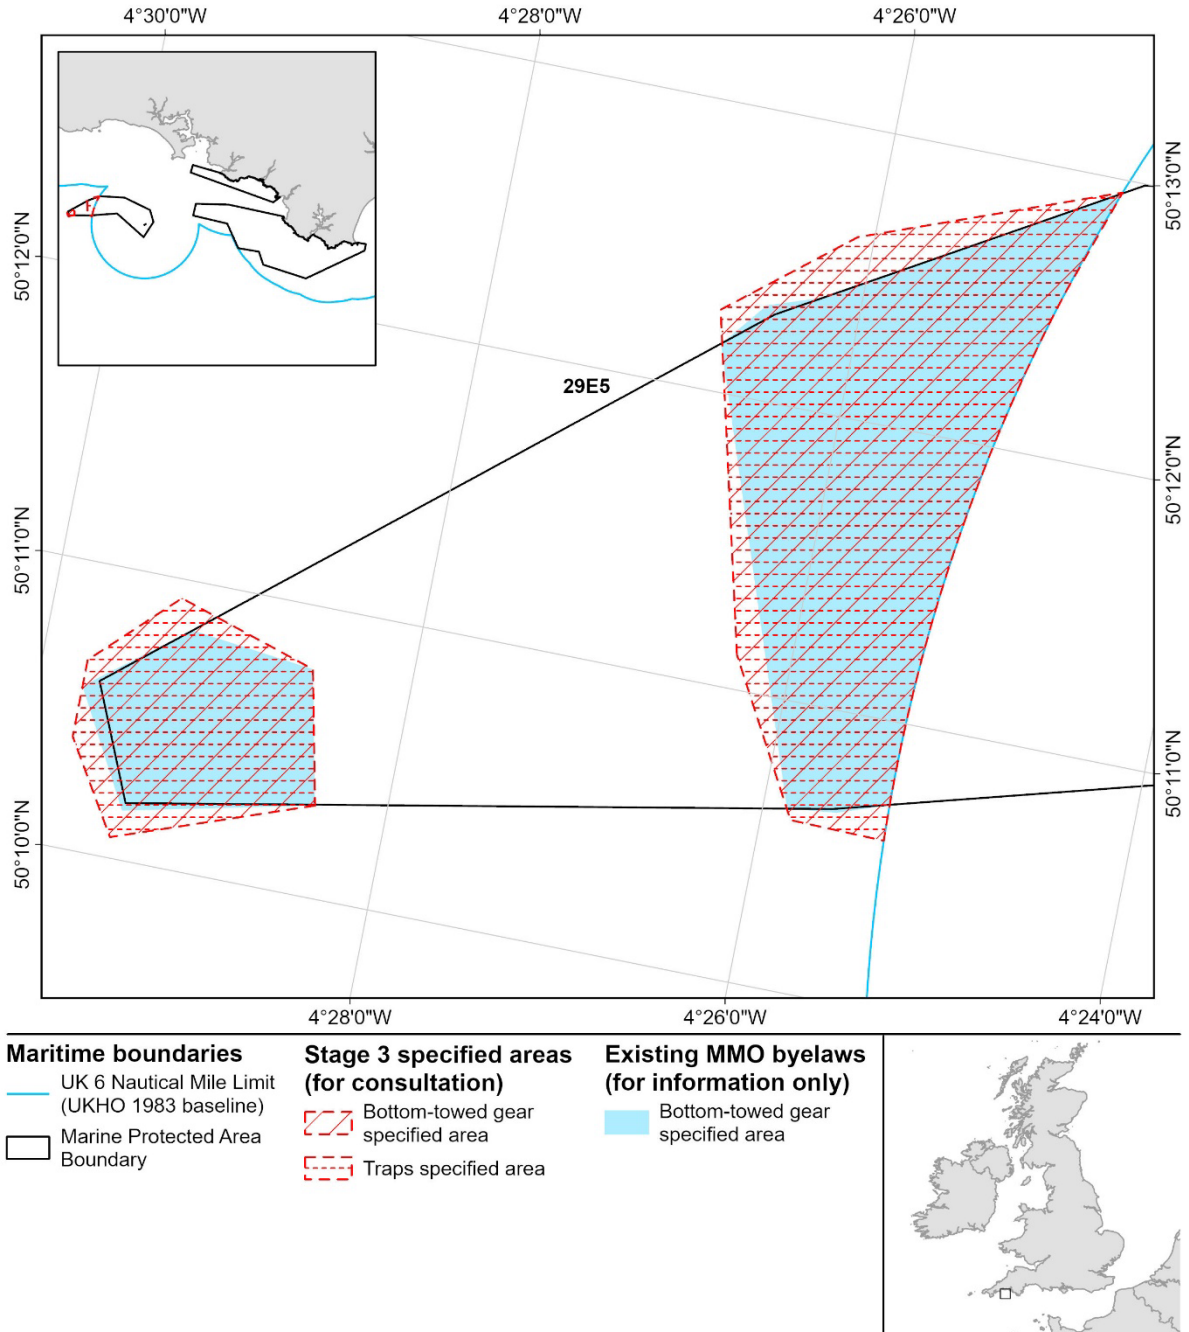 4°30'0"W
4°28'0"W
4°26'0"W
50°13'0"N
50°12'0"N
29E5
50°12'0"N
50°11'0"N
50°11'0"N
50°10'0"N
4°28'0"W
4°26'0"W
4°24'0"W
Maritime boundaries
UK 6 Nautical Mile Limit
(UKHO 1983 baseline)
Marine Protected Area
Boundary
Stage 3 specified areas
(for consultation)
Bottom-towed gear
specified area
Traps specified area
Existing MMO byelaws
(for information only)
Bottom-towed gear
specified area